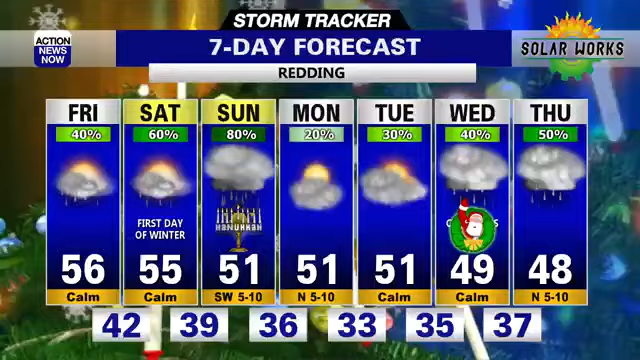 STORM TRACKER
ACTION
NEWS
NOW
7-DAY FORECAST
SOLAR WORKS
REDDING
FRI SAT SUN MON TUE WED THU
40% 60% 80% 20% 30% 40% 50%
FIRST DAY
OF WINTER
HANUKKAH
56 55 51 51 51 49 48
Calm Calm SW 5-10 N 5-10 Calm Calm N 5-10
42 39 36 33 35 37